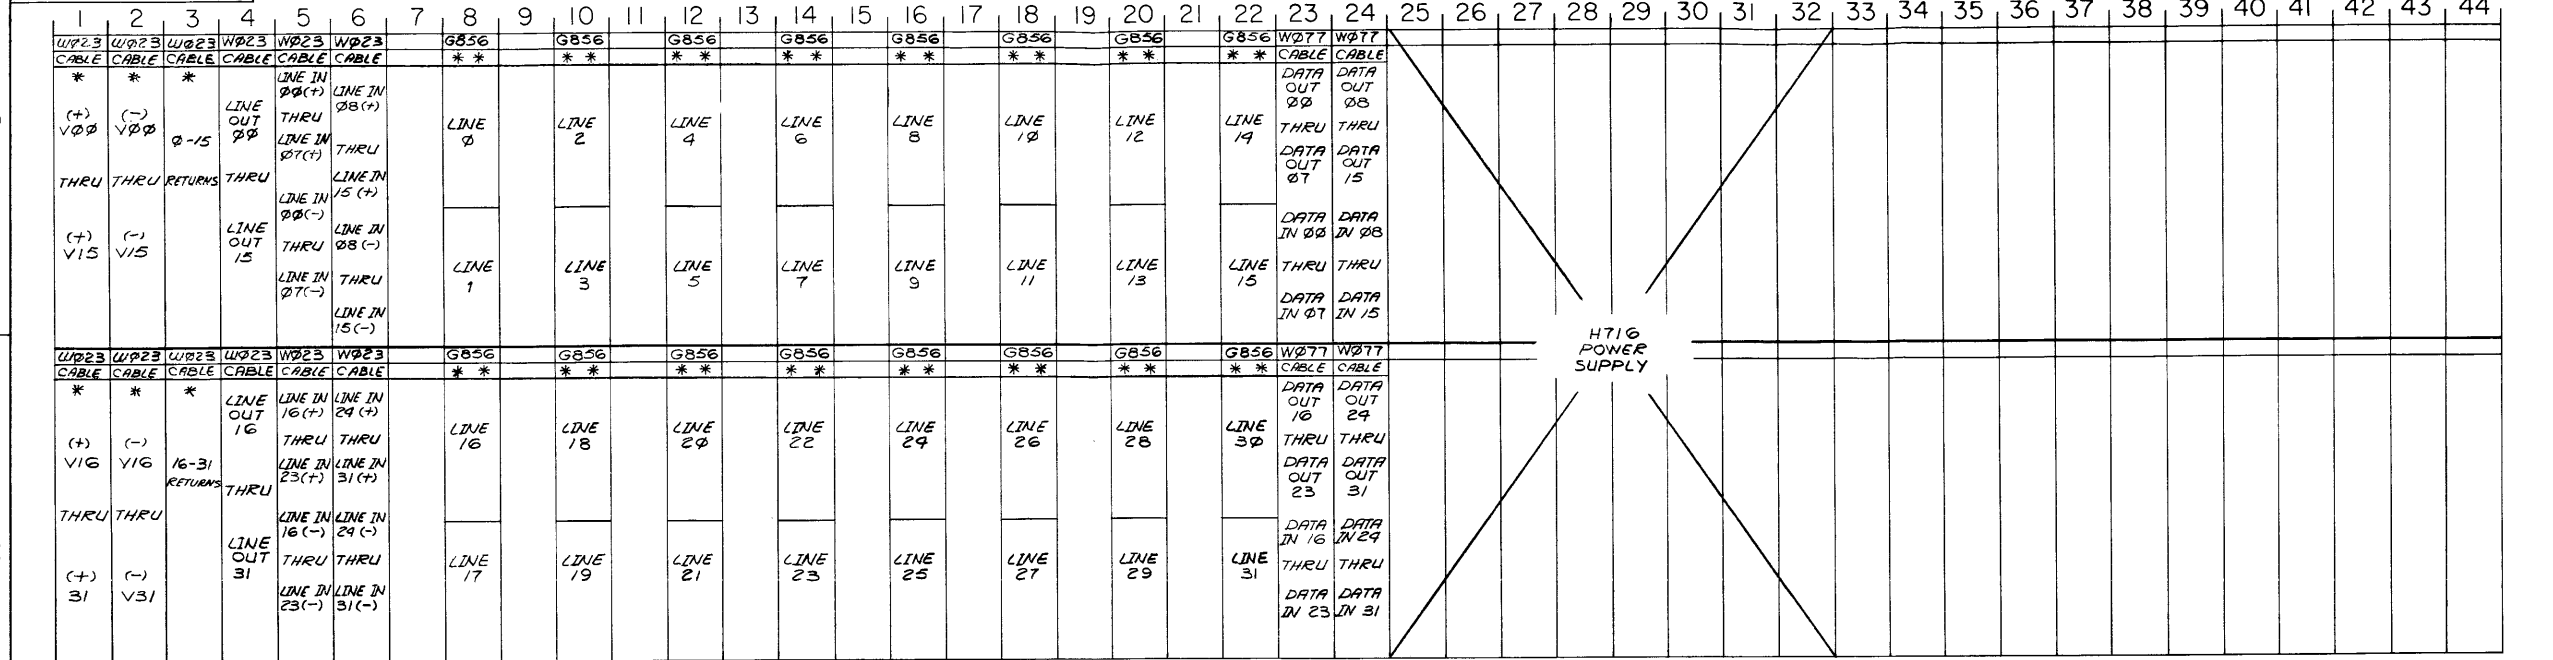 1 2 3 4 5 6 7 8 9 10 11 12 13 14 15 16 17 18 19 20 21 22 23 24 25 26 27 28 29 30 31 32 33 34 35 36 37 38 39 40 41 42 43 44
WØ23 WØ23 WØ23 WØ23 WØ23 WØ23 G856 G856 G856 G856 G856 G856 G856 G856 WØ77 WØ77
CABLE CABLE CABLE CABLE CABLE CABLE * * * * * * * * * * * * * * * * CABLE CABLE
*
(+)
VØØ
THRU
(+)
V15
*
(-)
VØØ
THRU
(-)
V15
*
Ø-15
RETURNS
LINE
OUT
ØØ
THRU
LINE
OUT
15
LINE IN
ØØ(+)
THRU
LINE IN
Ø7(+)
LINE IN
ØØ(-)
THRU
LINE IN
Ø7(-)
LINE IN
Ø8(+)
THRU
LINE IN
15(+)
LINE IN
Ø8(-)
THRU
LINE IN
15(-)
LINE
Ø
LINE
1
LINE
2
LINE
3
LINE
4
LINE
5
LINE
6
LINE
7
LINE
8
LINE
9
LINE
1Ø
LINE
11
LINE
12
LINE
13
LINE
14
LINE
15
DATA
OUT
ØØ
THRU
DATA
OUT
Ø7
DATA
IN ØØ
THRU
DATA
IN Ø7
DATA
OUT
Ø8
THRU
DATA
OUT
15
DATA
IN Ø8
THRU
DATA
IN 15
H716
POWER
SUPPLY
WØ23 WØ23 WØ23 WØ23 WØ23 WØ23 G856 G856 G856 G856 G856 G856 G856 G856 WØ77 WØ77
CABLE CABLE CABLE CABLE CABLE CABLE * * * * * * * * * * * * * * * * CABLE CABLE
*
(+)
V16
THRU
(+)
31
*
(-)
V16
THRU
(-)
V31
*
16-31
RETURNS
LINE
OUT
16
THRU
LINE
OUT
31
LINE IN
16(+)
THRU
LINE IN
23(+)
LINE IN
16(-)
THRU
LINE IN
23(-)
LINE IN
24(+)
THRU
LINE IN
31(+)
LINE IN
24(-)
THRU
LINE IN
31(-)
LINE
16
LINE
17
LINE
18
LINE
19
LINE
2Ø
LINE
21
LINE
22
LINE
23
LINE
24
LINE
25
LINE
26
LINE
27
LINE
28
LINE
29
LINE
3Ø
LINE
31
DATA
OUT
16
THRU
DATA
OUT
23
DATA
IN 16
THRU
DATA
IN 23
DATA
OUT
24
THRU
DATA
OUT
31
DATA
IN 24
THRU
DATA
IN 31